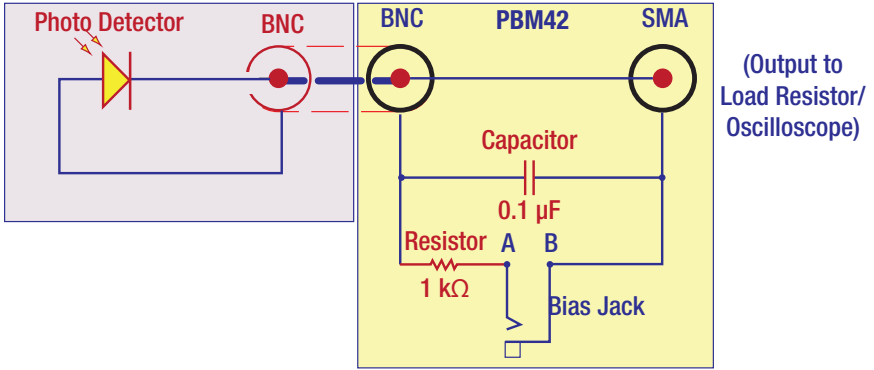 Photo Detector
BNC
BNC
PBM42
SMA
(Output to
Load Resistor/
Oscilloscope)
Capacitor
0.1 µF
Resistor
A
B
1 kΩ
Bias Jack